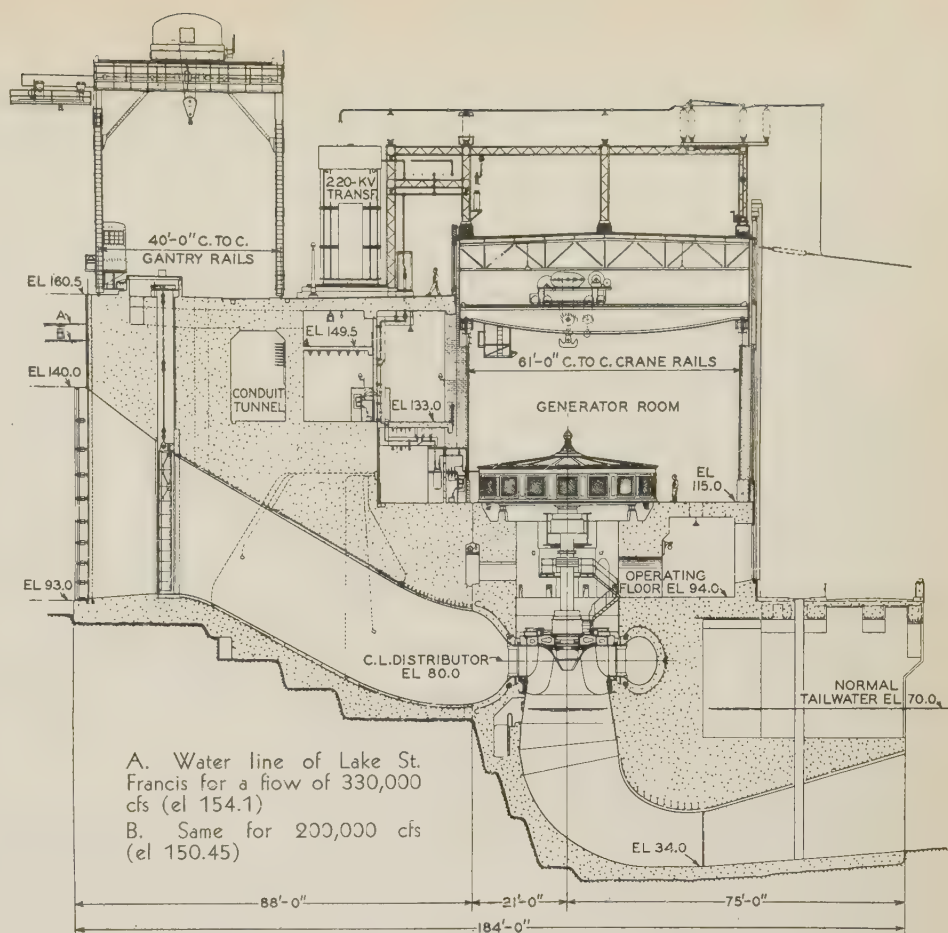 220-KV
TRANSF.
40'-0" C. TO C.
GANTRY RAILS
EL 160.5
A
B
EL 149.5
61'-0" C. TO C. CRANE RAILS
EL 140.0
CONDUIT
TUNNEL
EL 133.0
GENERATOR ROOM
EL
115.0
OPERATING
FLOOR EL 94.0
EL 93.0
C.L. DISTRIBUTOR
EL 80.0
NORMAL
TAILWATER EL 70.0
A. Water line of Lake St.
Francis for a flow of 330,000
cfs (el 154.1)
B. Same for 200,000 cfs
(el 150.45)
EL 34.0
88'-0"
21'-0"
75'-0"
184'-0"